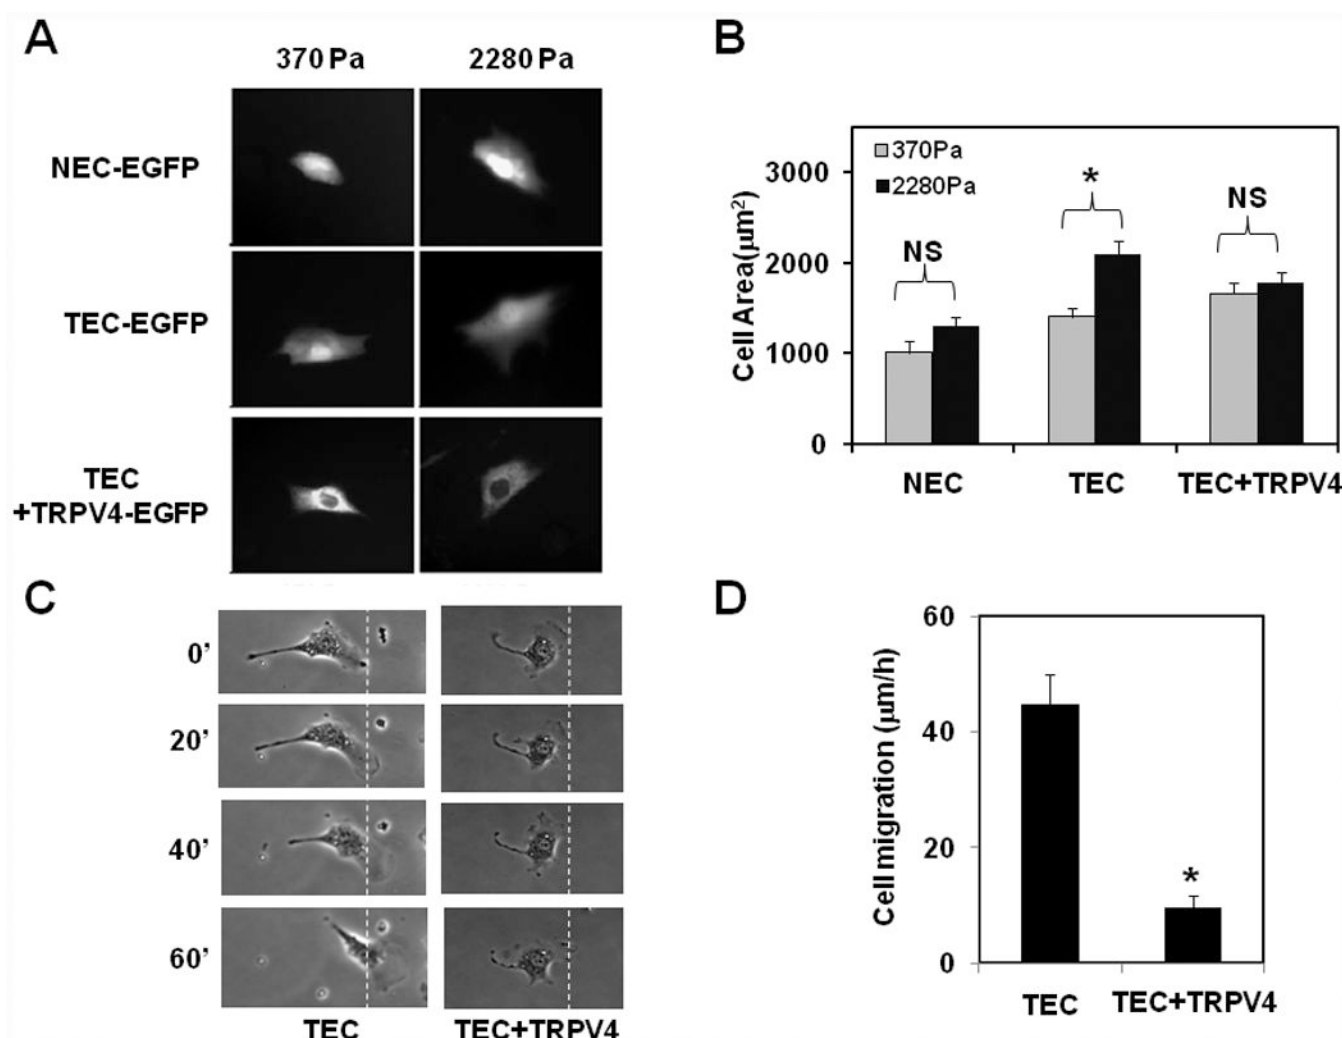 A
370 Pa
2280 Pa
NEC-EGFP
TEC-EGFP
TEC
+TRPV4-EGFP
B
370Pa
2280Pa
Cell Area(μm²)
3000
2000
1000
0
NS
*
NS
NEC
TEC
TEC+TRPV4
C
0’
20’
40’
60’
TEC
TEC+TRPV4
D
Cell migration (μm/h)
60
40
20
0
*
TEC
TEC+TRPV4